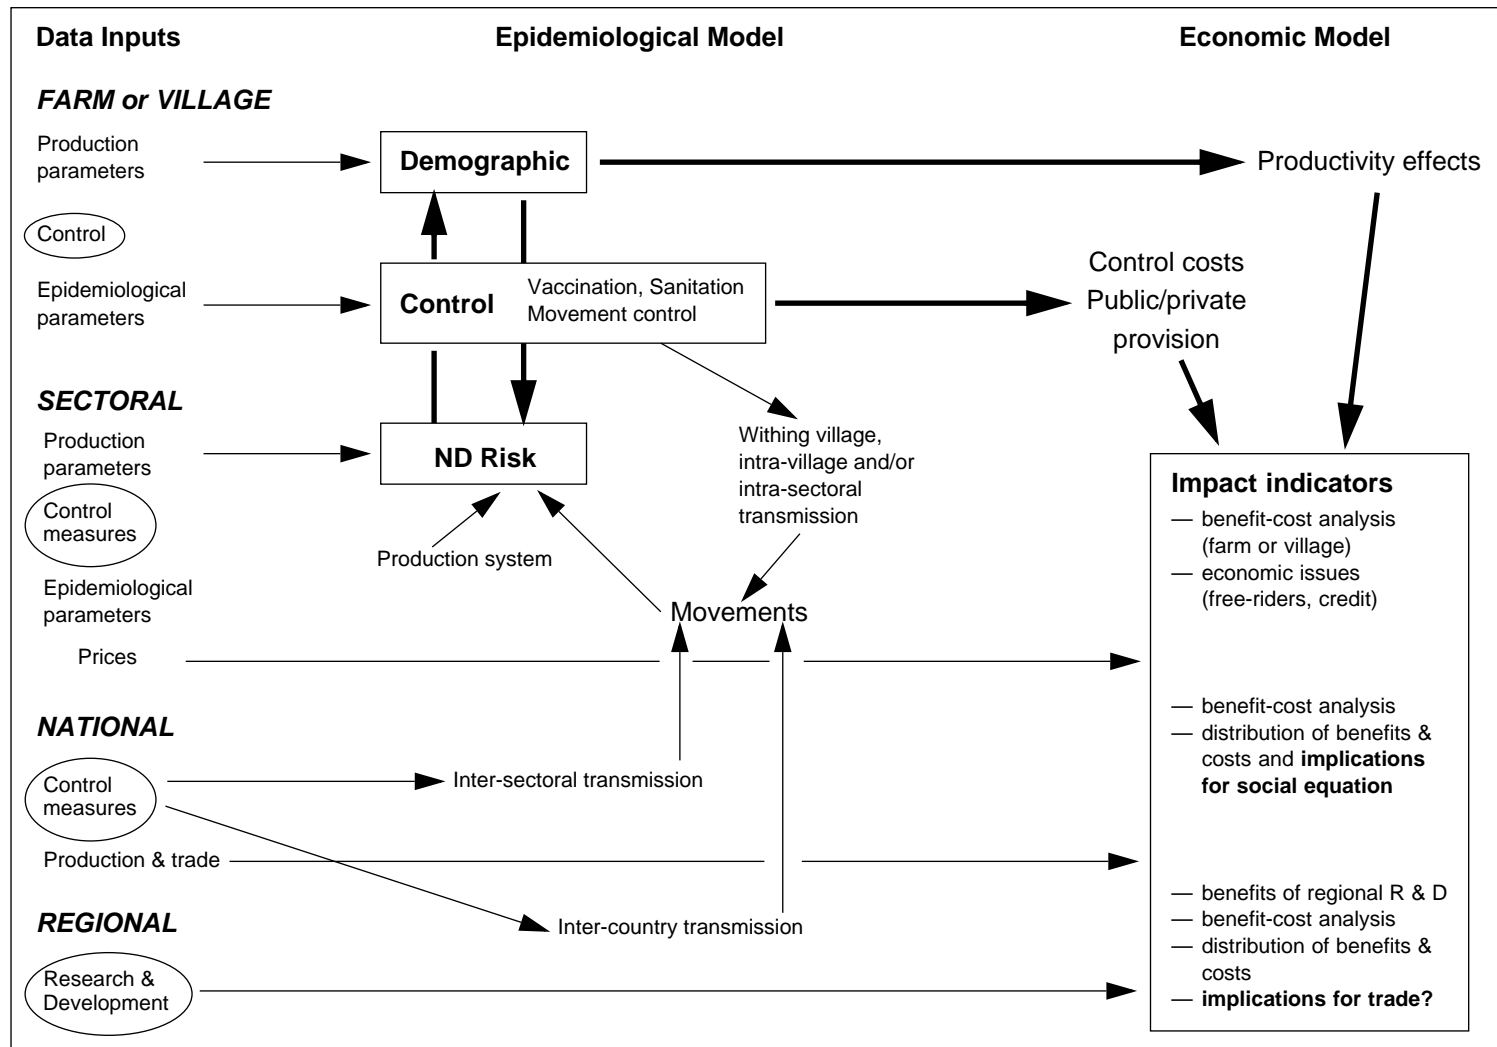 Data Inputs
Epidemiological Model
Economic Model
FARM or VILLAGE
Production
parameters
Demographic
Productivity effects
Control
Epidemiological
parameters
Control
Vaccination, Sanitation
Movement control
Control costs
Public/private
provision
SECTORAL
Production
parameters
ND Risk
Withing village,
intra-village and/or
intra-sectoral
transmission
Control
measures
Production system
Epidemiological
parameters
Movements
Prices
Impact indicators
— benefit-cost analysis
(farm or village)
— economic issues
(free-riders, credit)
NATIONAL
Control
measures
Inter-sectoral transmission
— benefit-cost analysis
— distribution of benefits &
costs and implications
for social equation
Production & trade
REGIONAL
Inter-country transmission
Research &
Development
— benefits of regional R & D
— benefit-cost analysis
— distribution of benefits &
costs
— implications for trade?